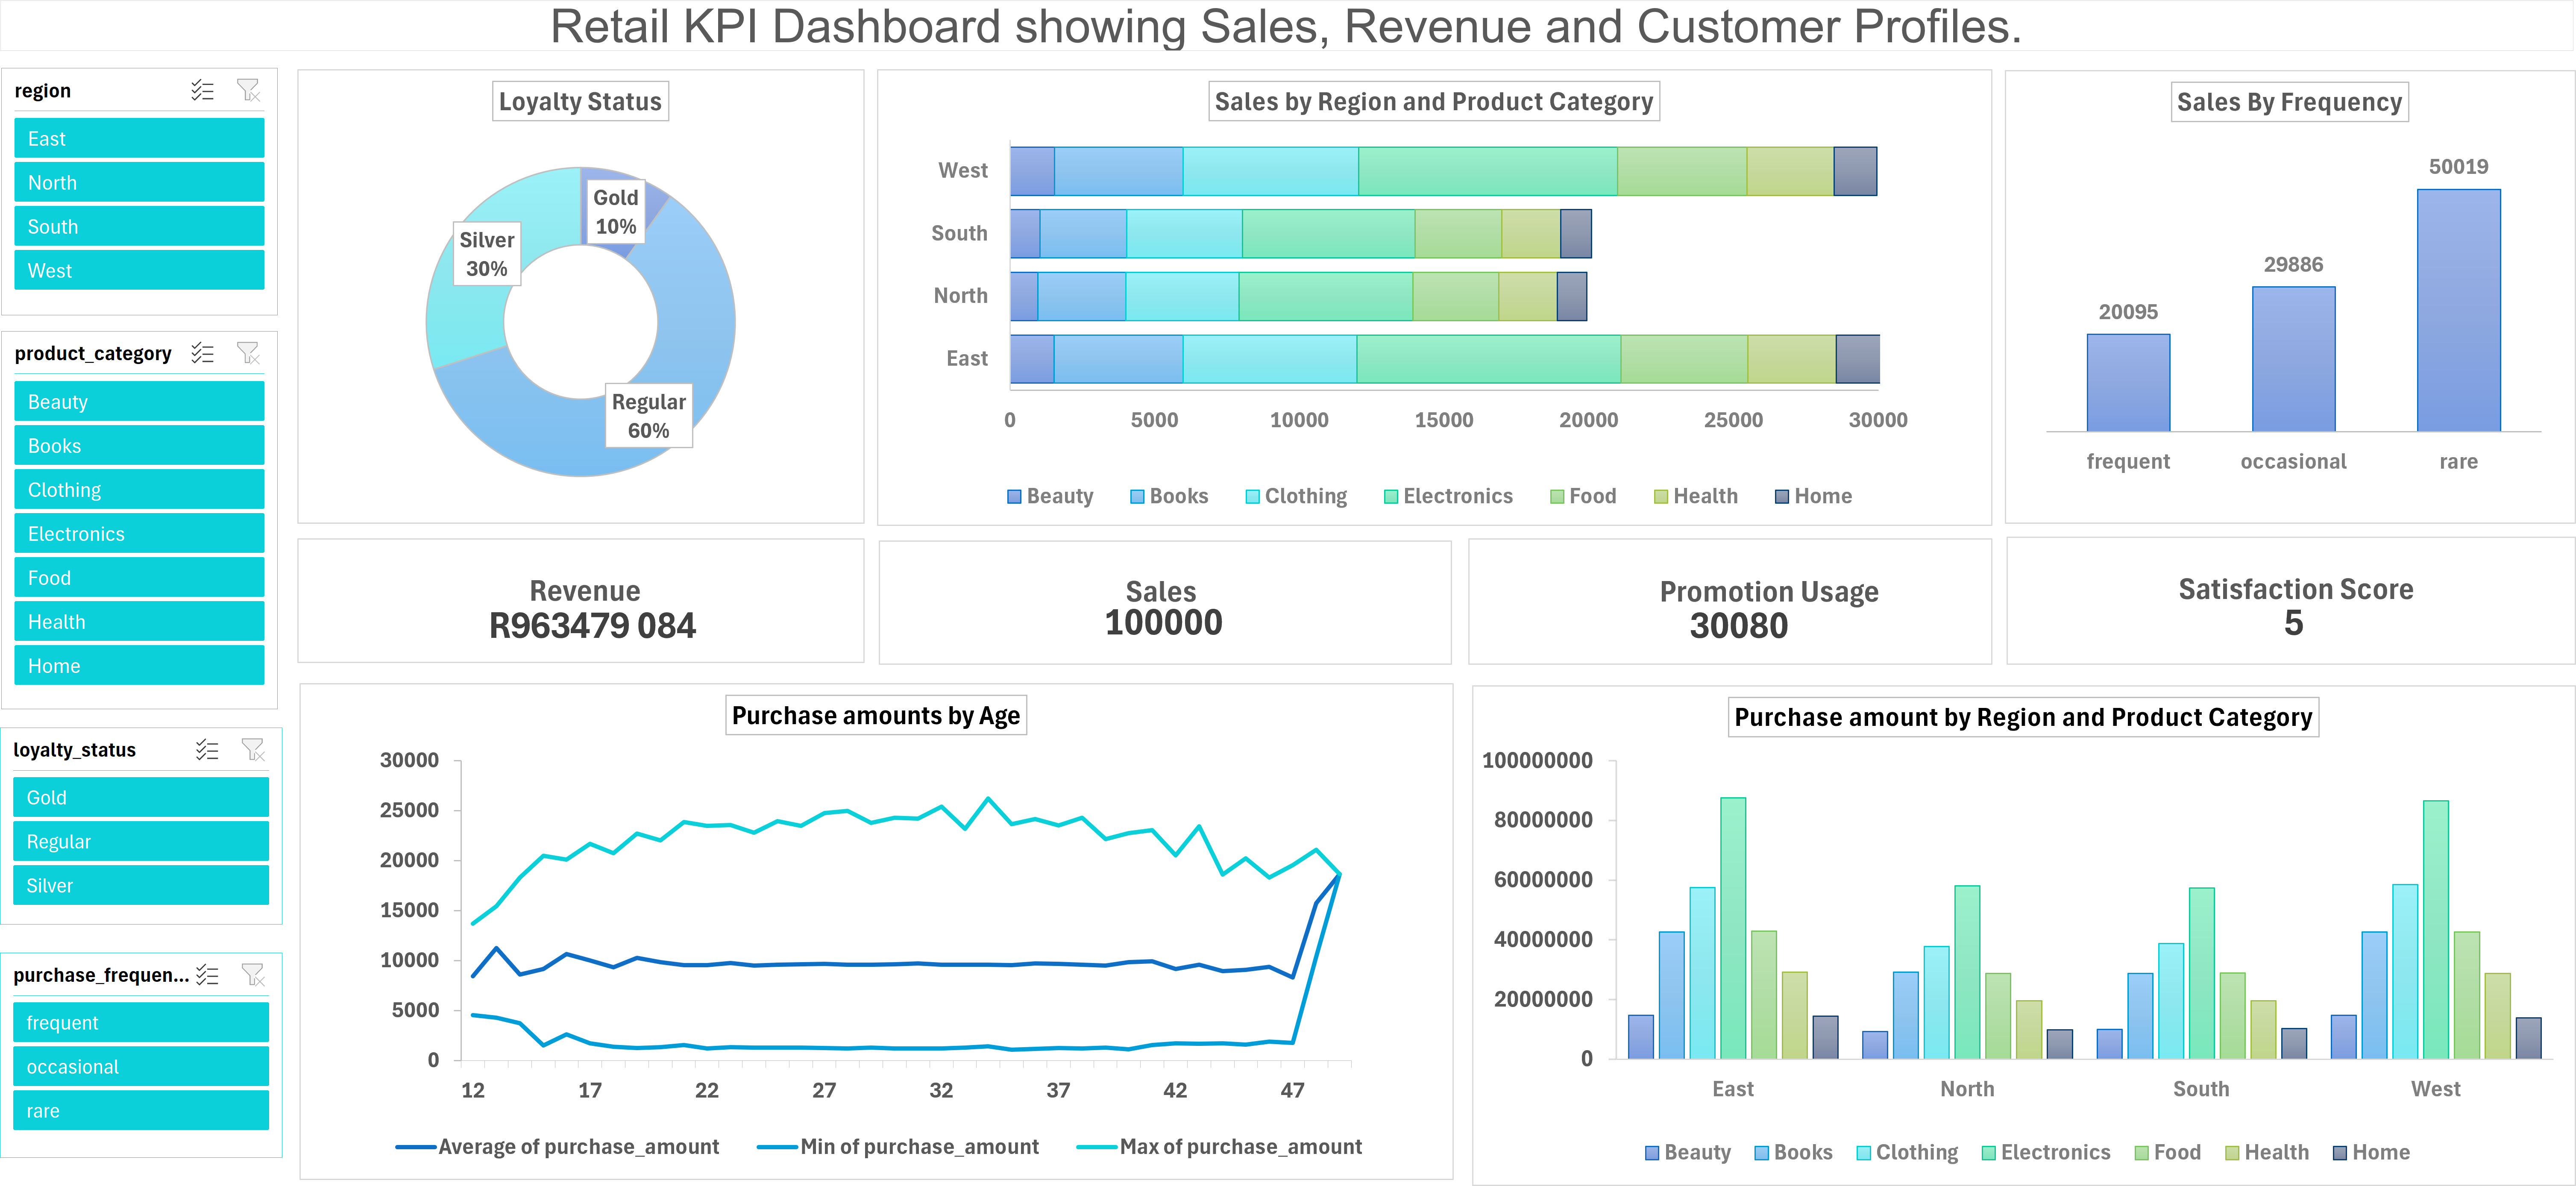 Retail KPI Dashboard showing Sales, Revenue and Customer Profiles.
region
East
North
South
West
product_category
Beauty
Books
Clothing
Electronics
Food
Health
Home
loyalty_status
Gold
Regular
Silver
purchase_frequen...
frequent
occasional
rare
Loyalty Status
Gold
10%
Silver
30%
Regular
60%
Sales by Region and Product Category
West
South
North
East
0 5000 10000 15000 20000 25000 30000
Beauty Books Clothing Electronics Food Health Home
Sales By Frequency
50019
29886
20095
frequent occasional rare
Revenue
R963479 084
Sales
100000
Promotion Usage
30080
Satisfaction Score
5
Purchase amounts by Age
30000
25000
20000
15000
10000
5000
0
12 17 22 27 32 37 42 47
Average of purchase_amount Min of purchase_amount Max of purchase_amount
Purchase amount by Region and Product Category
100000000
80000000
60000000
40000000
20000000
0
East North South West
Beauty Books Clothing Electronics Food Health Home